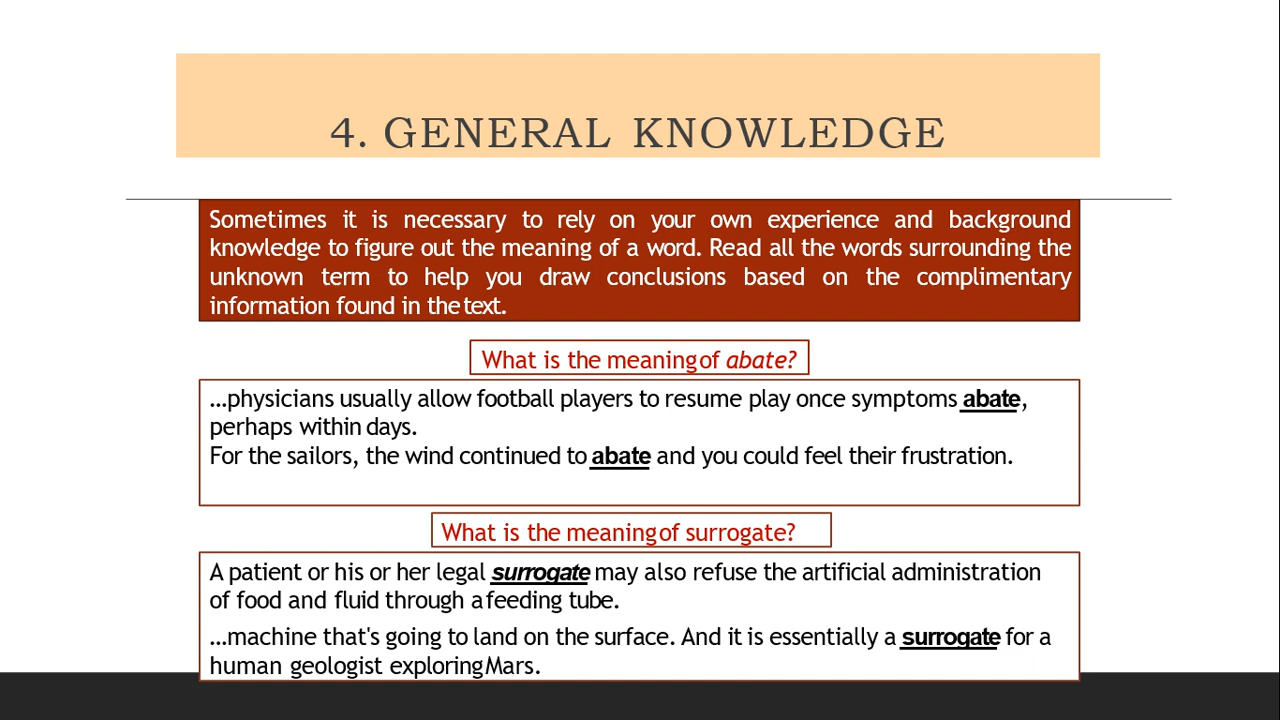 4. GENERAL KNOWLEDGE
Sometimes it is necessary to rely on your own experience and background
knowledge to figure out the meaning of a word. Read all the words surrounding the
unknown term to help you draw conclusions based on the complimentary
information found in the text.
What is the meaning of abate?
...physicians usually allow football players to resume play once symptoms abate,
perhaps within days.
For the sailors, the wind continued to abate and you could feel their frustration.
What is the meaning of surrogate?
A patient or his or her legal surrogate may also refuse the artificial administration
of food and fluid through a feeding tube.
...machine that's going to land on the surface. And it is essentially a surrogate for a
human geologist exploring Mars.